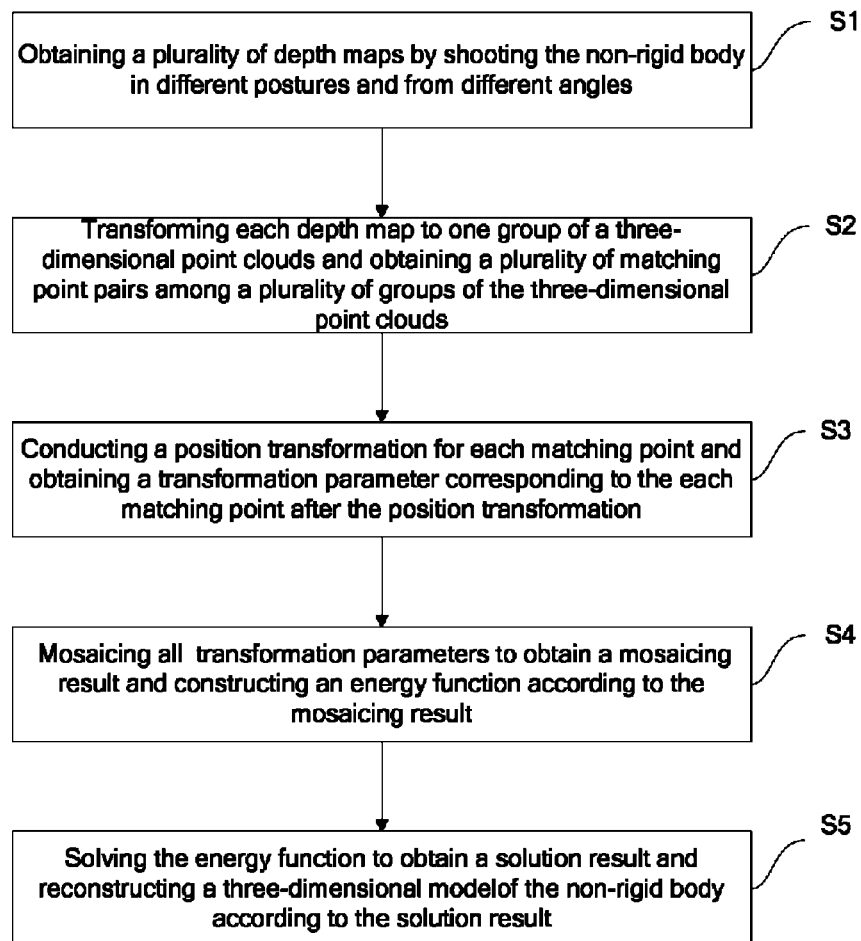 S1
Obtaining a plurality of depth maps by shooting the non-rigid body
in different postures and from different angles
S2
Transforming each depth map to one group of a three-
dimensional point clouds and obtaining a plurality of matching
point pairs among a plurality of groups of the three-dimensional
point clouds
S3
Conducting a position transformation for each matching point and
obtaining a transformation parameter corresponding to the each
matching point after the position transformation
S4
Mosaicing all transformation parameters to obtain a mosaicing
result and constructing an energy function according to the
mosaicing result
S5
Solving the energy function to obtain a solution result and
reconstructing a three-dimensional modelof the non-rigid body
according to the solution result